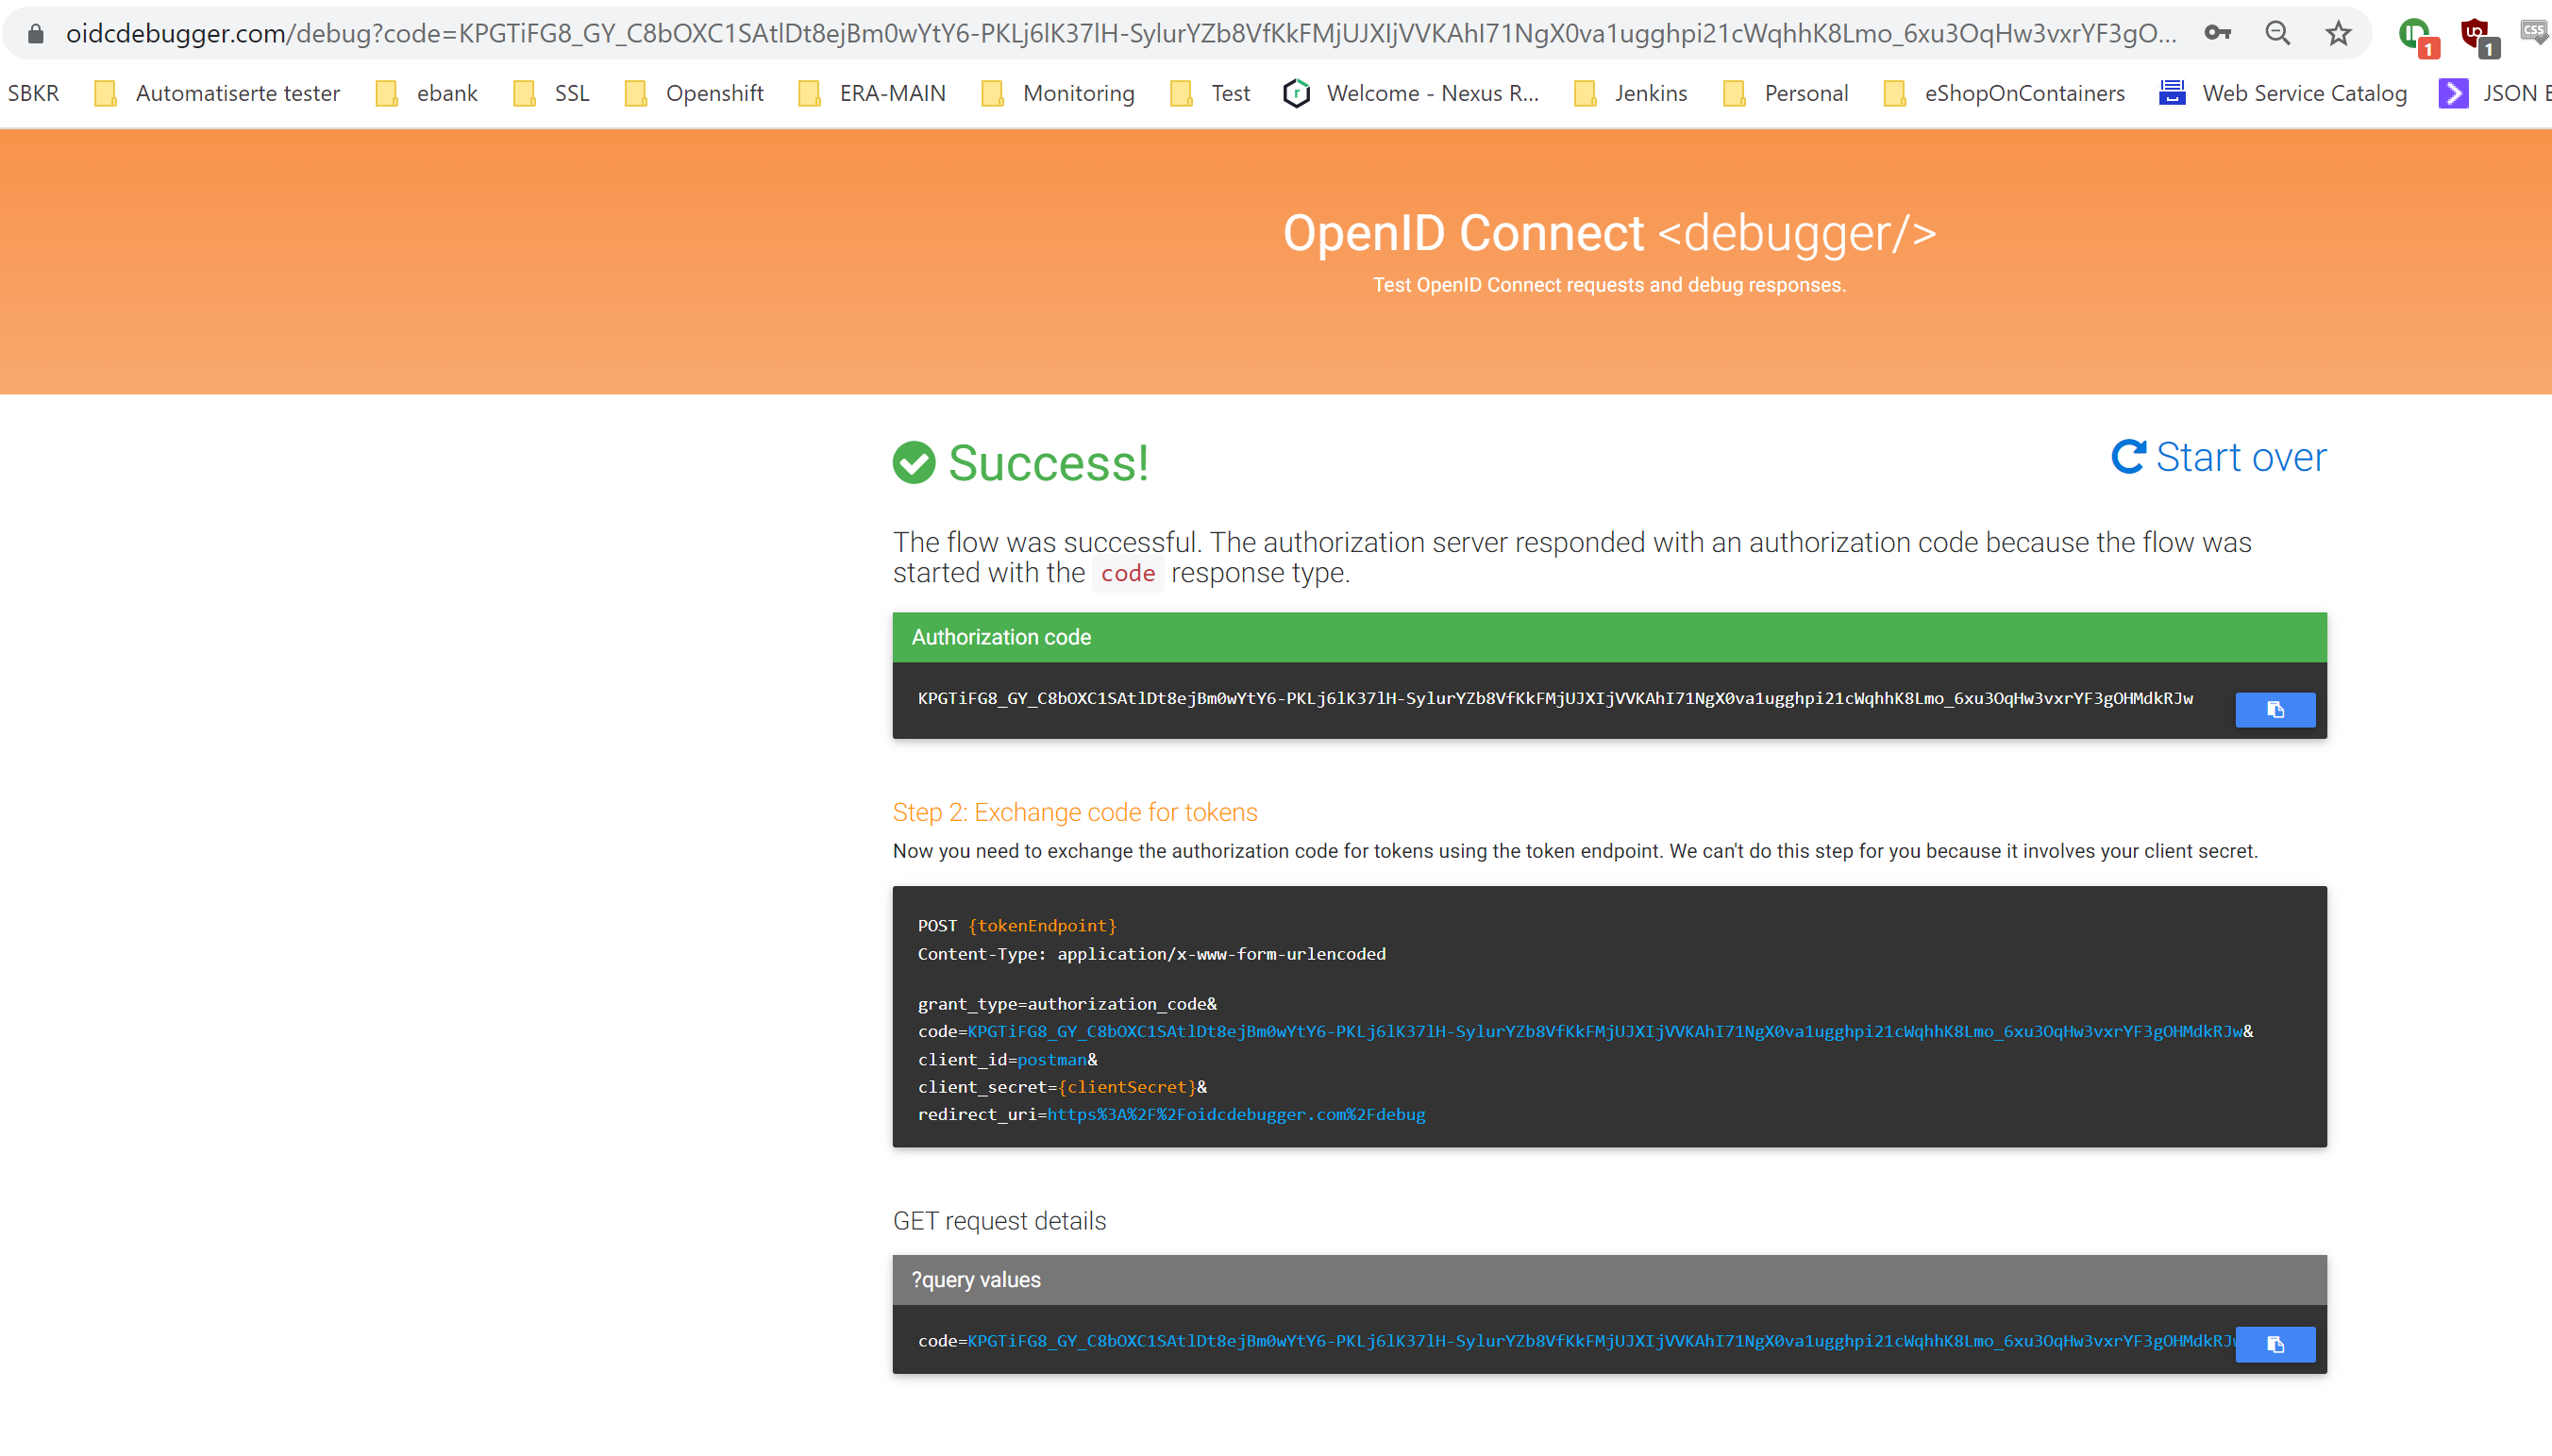 oidcdebugger.com/debug?code=KPGTiFG8_GY_C8bOXC1SAtlDt8ejBm0wYtY6-PKLj6lK37lH-SylurYZb8VfKkFMjUJXIjVVKAhI71NgX0va1ugghpi21cWqhhK8Lmo_6xu3OqHw3vxrYF3gO...
1 1 CSS
SBKR Automatiserte tester ebank SSL Openshift ERA-MAIN Monitoring Test Welcome - Nexus R... Jenkins Personal eShopOnContainers Web Service Catalog JSON E
OpenID Connect <debugger/>
Test OpenID Connect requests and debug responses.
Success!
Start over
The flow was successful. The authorization server responded with an authorization code because the flow was
started with the code response type.
Authorization code
KPGTiFG8_GY_C8bOXC1SAtlDt8ejBm0wYtY6-PKLj6lK37lH-SylurYZb8VfKkFMjUJXIjVVKAhI71NgX0va1ugghpi21cWqhhK8Lmo_6xu3OqHw3vxrYF3gOHMdkRJw
Step 2: Exchange code for tokens
Now you need to exchange the authorization code for tokens using the token endpoint. We can't do this step for you because it involves your client secret.
POST {tokenEndpoint}
Content-Type: application/x-www-form-urlencoded
grant_type=authorization_code&
code=KPGTiFG8_GY_C8bOXC1SAtlDt8ejBm0wYtY6-PKLj6lK37lH-SylurYZb8VfKkFMjUJXIjVVKAhI71NgX0va1ugghpi21cWqhhK8Lmo_6xu3OqHw3vxrYF3gOHMdkRJw&
client_id=postman&
client_secret={clientSecret}&
redirect_uri=https%3A%2F%2Foidcdebugger.com%2Fdebug
GET request details
?query values
code=KPGTiFG8_GY_C8bOXC1SAtlDt8ejBm0wYtY6-PKLj6lK37lH-SylurYZb8VfKkFMjUJXIjVVKAhI71NgX0va1ugghpi21cWqhhK8Lmo_6xu3OqHw3vxrYF3gOHMdkRJw